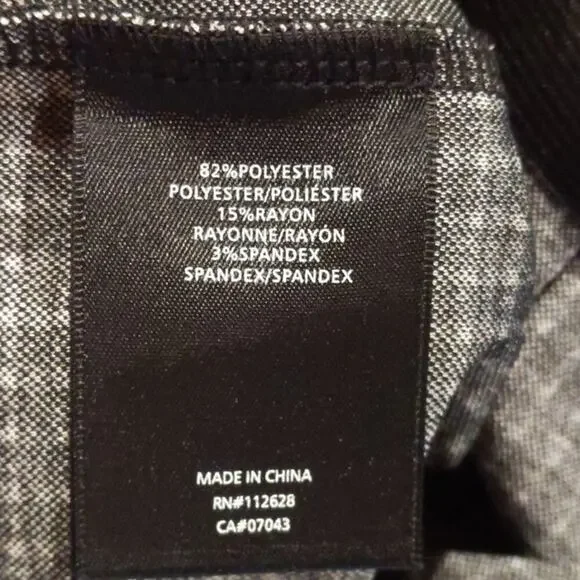 82%POLYESTER
POLYESTER/POLIÉSTER
15%RAYON
RAYONNE/RAYÓN
3%SPANDEX
SPANDEX/SPANDEX
MADE IN CHINA
RN#112628
CA#07043